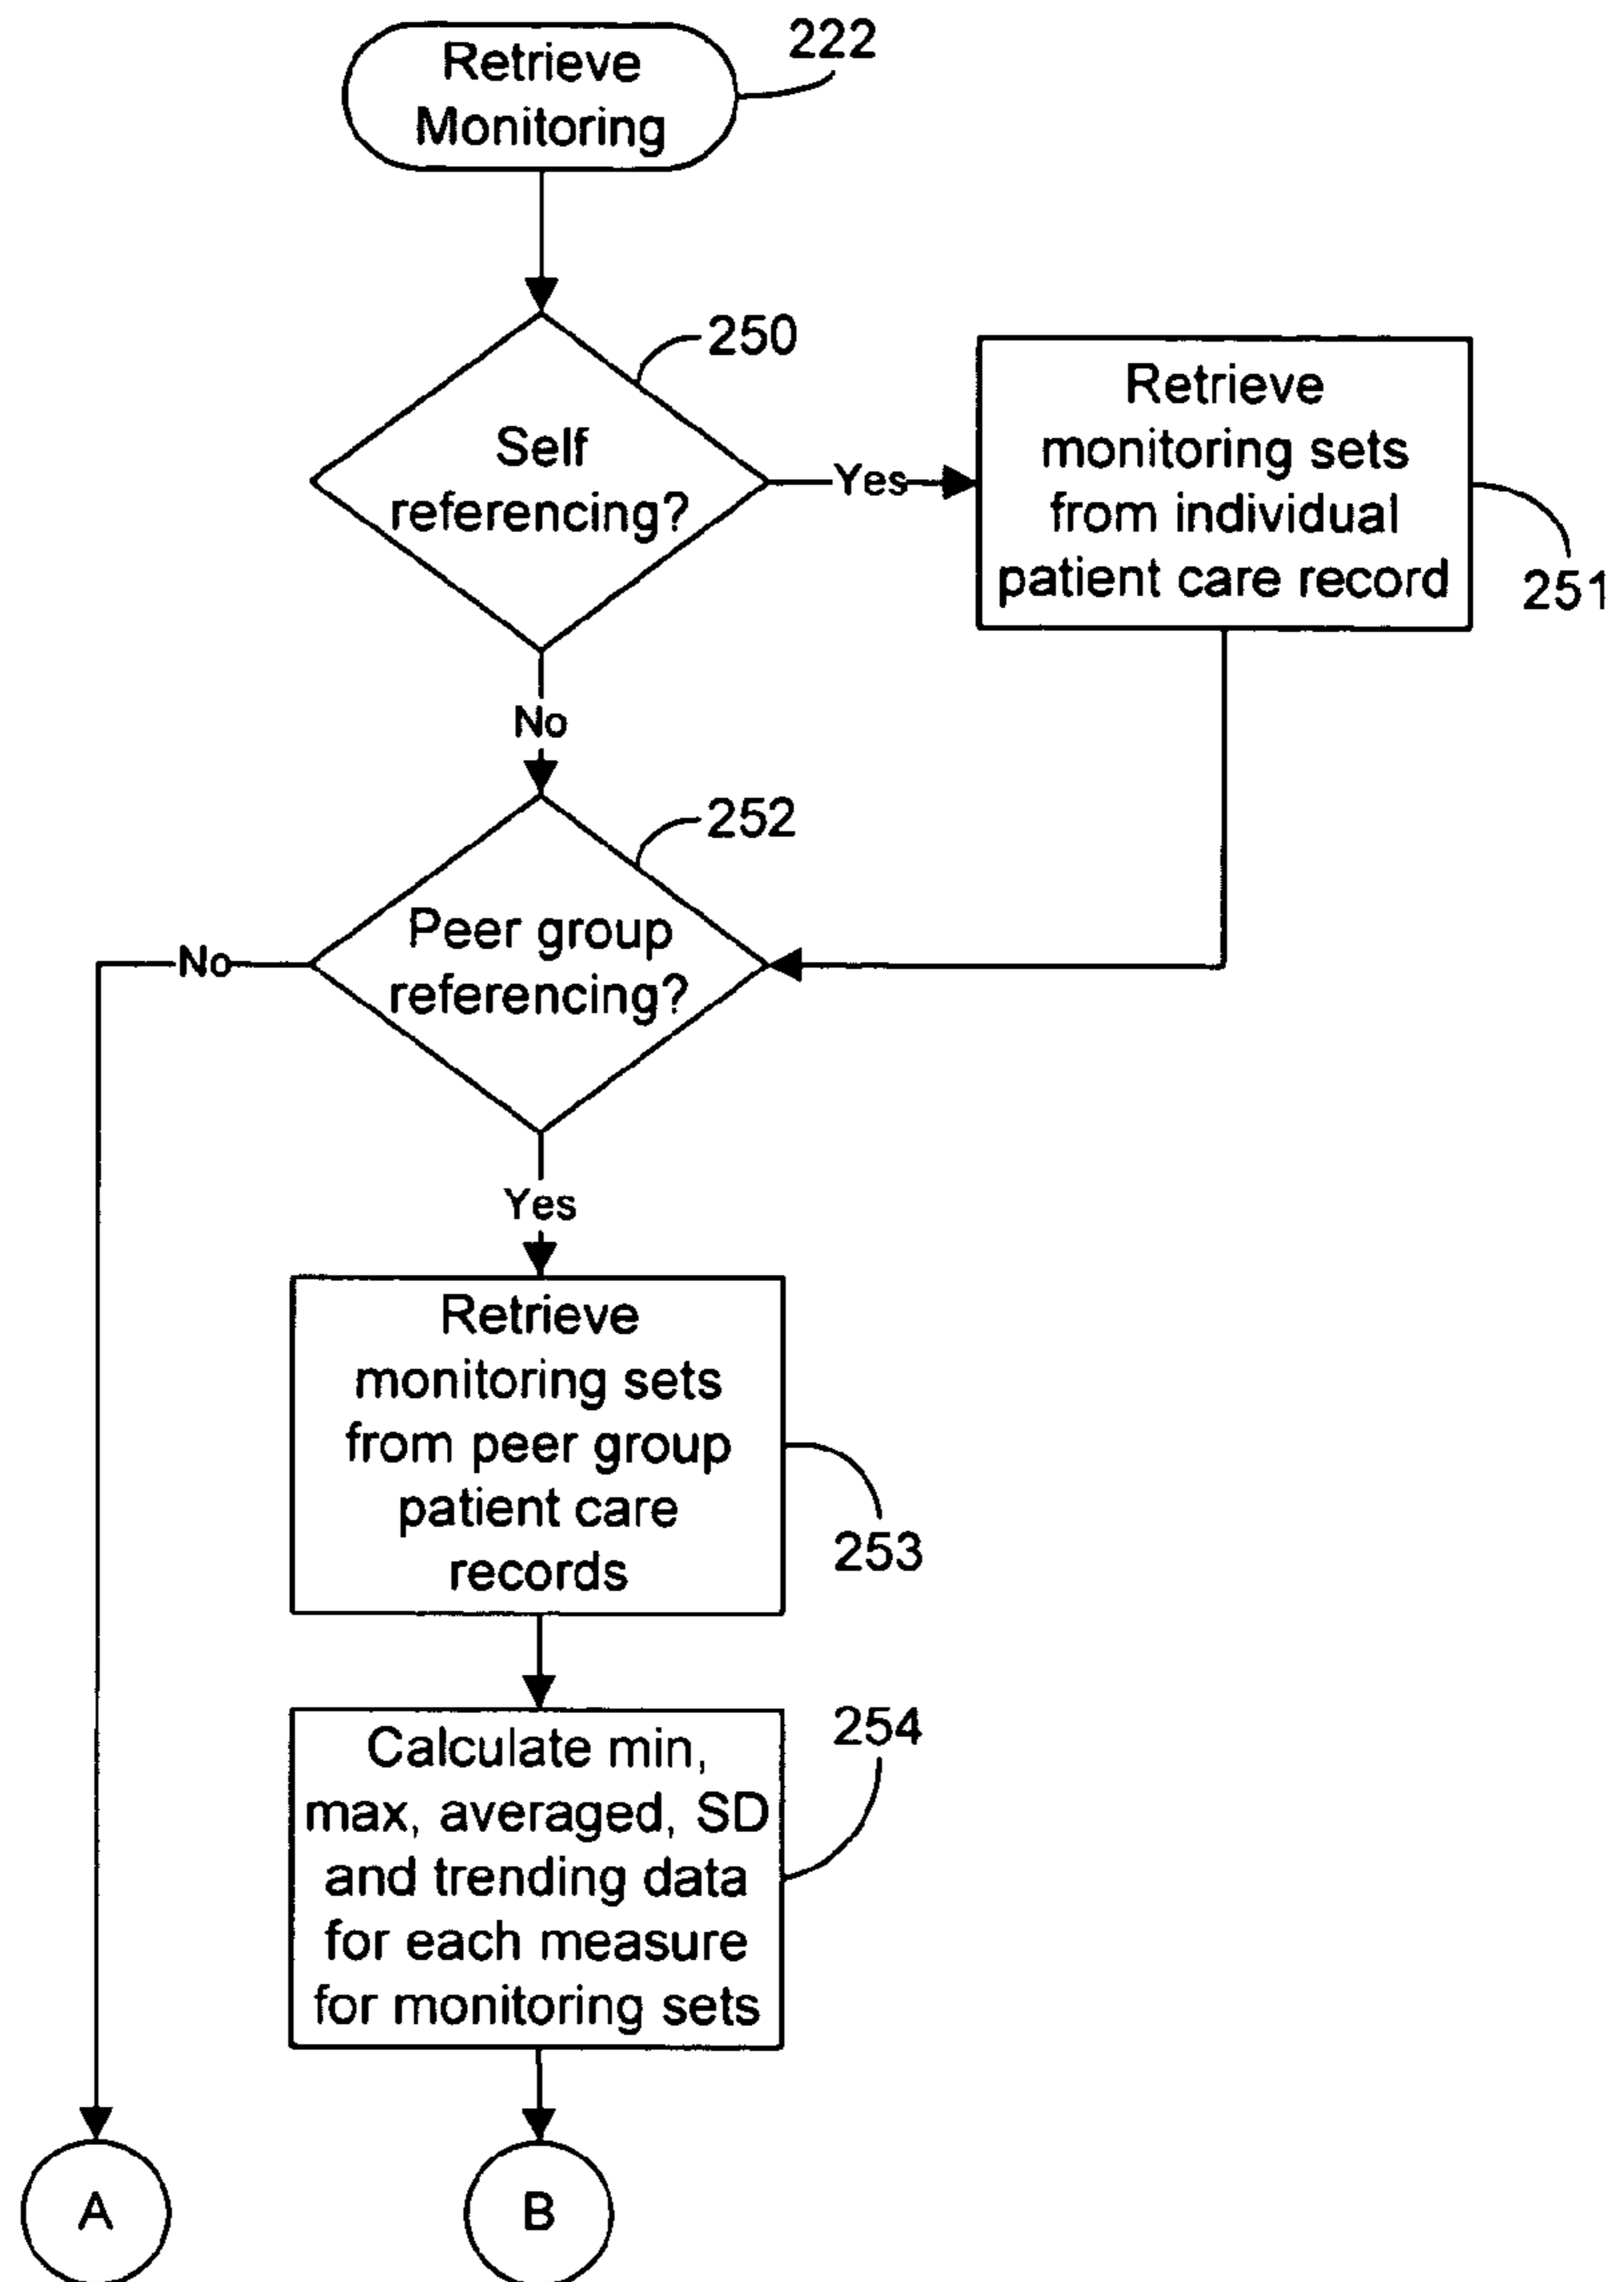 Retrieve
Monitoring
222
250
Self
referencing?
Yes
Retrieve
monitoring sets
from individual
patient care record
251
No
252
Peer group
referencing?
No
Yes
Retrieve
monitoring sets
from peer group
patient care
records
253
254
Calculate min,
max, averaged, SD
and trending data
for each measure
for monitoring sets
A
B